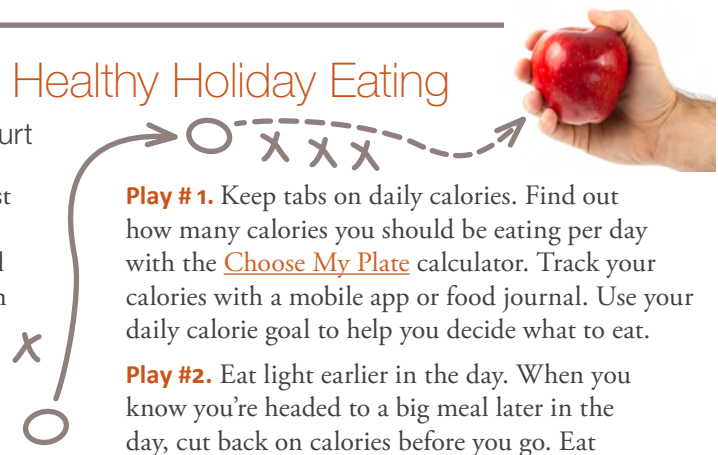 Healthy Holiday Eating
urt
st
l
n
Play # 1. Keep tabs on daily calories. Find out
how many calories you should be eating per day
with the Choose My Plate calculator. Track your
calories with a mobile app or food journal. Use your
daily calorie goal to help you decide what to eat.
Play #2. Eat light earlier in the day. When you
know you’re headed to a big meal later in the
day, cut back on calories before you go. Eat